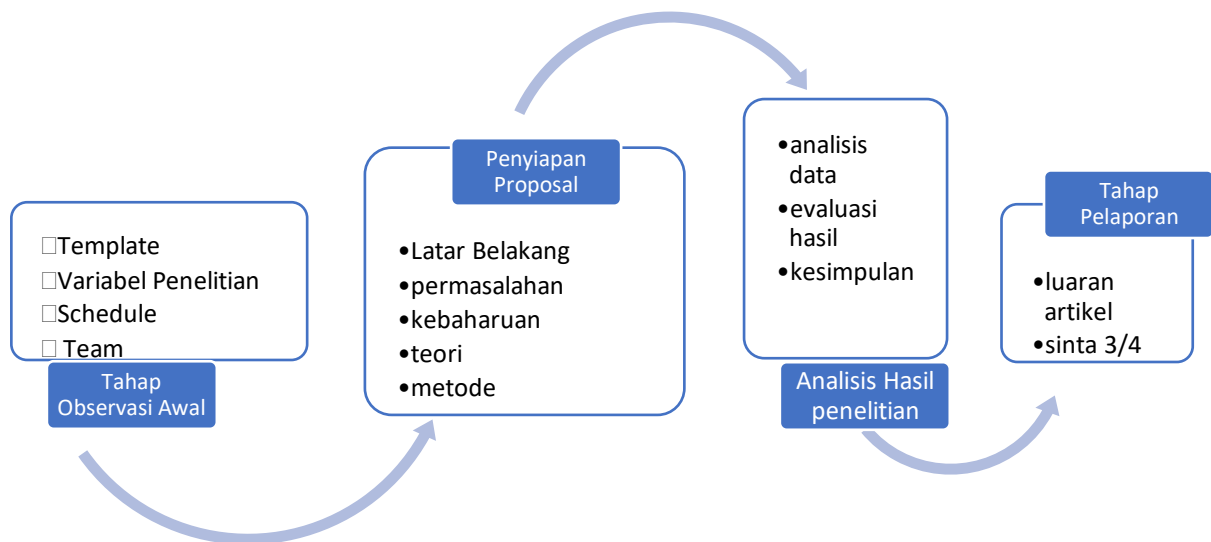 □Template
□Variabel Penelitian
□Schedule
□ Team
Tahap
Observasi Awal
Penyiapan
Proposal
•Latar Belakang
•permasalahan
•kebaharuan
•teori
•metode
•analisis
data
•evaluasi
hasil
•kesimpulan
Analisis Hasil
penelitian
Tahap
Pelaporan
•luaran
artikel
•sinta 3/4